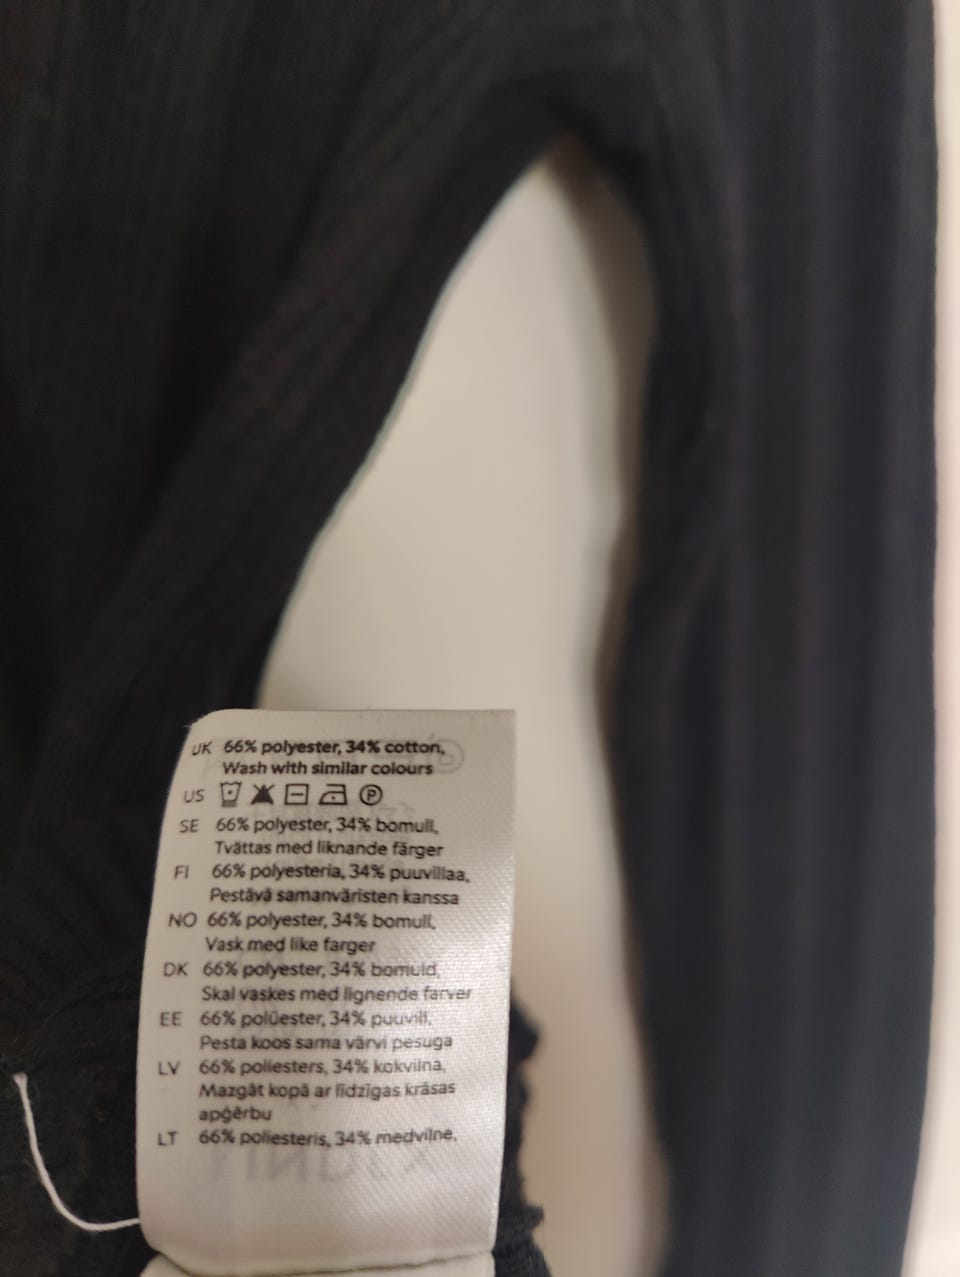 UK 66% polyester, 34% cotton,
Wash with similar colours
US
SE 66% polyester, 34% bomull,
Tvättas med liknande färger
FI 66% polyesteria, 34% puuvillaa,
Pestävä samanväristen kanssa
NO 66% polyester, 34% bomull,
Vask med like farger
DK 66% polyester, 34% bomuld,
Skal vaskes med lignende farver
EE 66% polüester, 34% puuvill,
Pesta koos sama värvi pesuga
LV 66% poliesters, 34% kokvilna,
Mazgāt kopā ar līdzīgas krāsas
apģērbu
LT 66% poliesteris, 34% medvilnė,